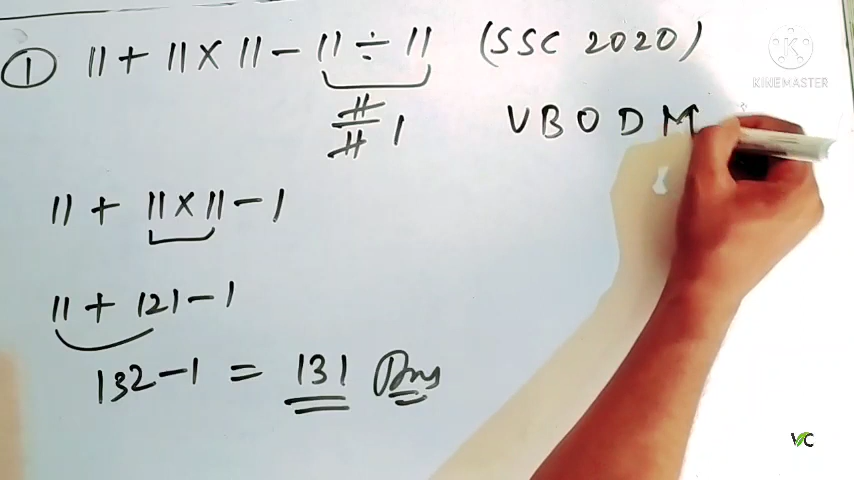 ① 11 + 11 × 11 - 11 ÷ 11 (SSC 2020)
KINEMASTER
11/11 1
VBODM
11 + 11 × 11 - 1
11 + 121 - 1
132 - 1 = 131 Ans
VC